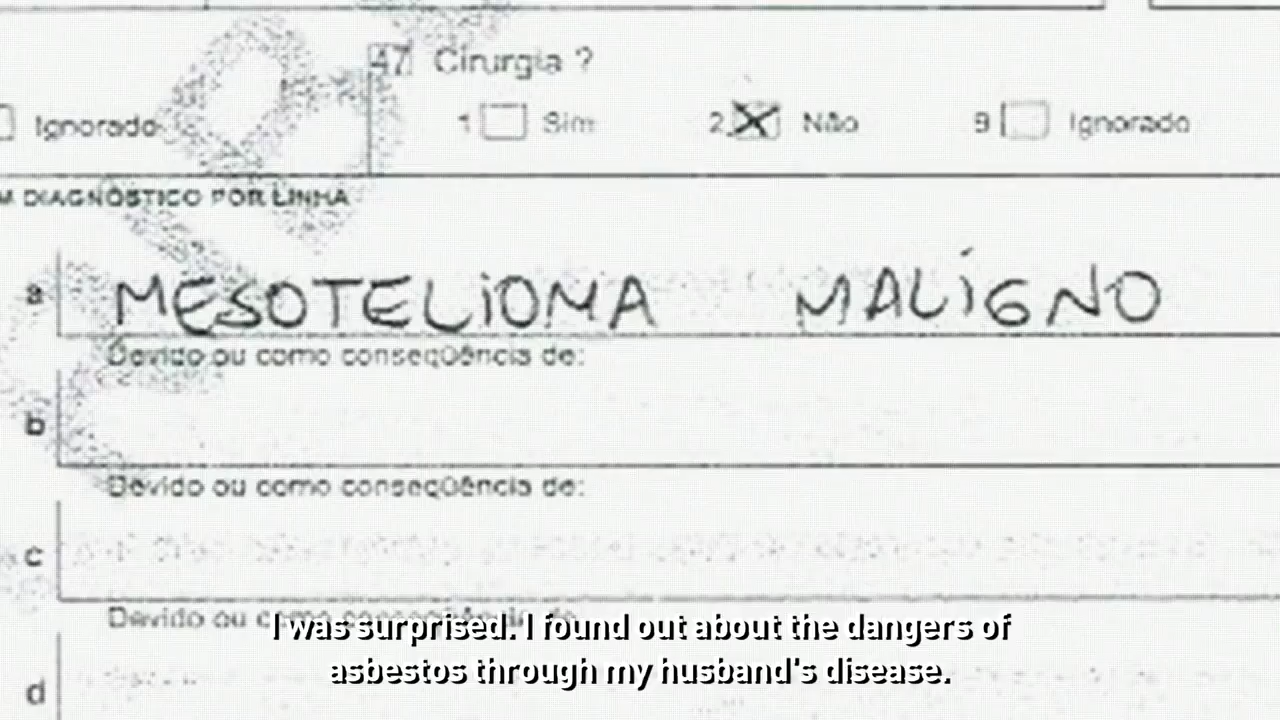 47 Cirurgia ?
Ignorado 1 Sim 2 Não 9 Ignorado
M DIAGNÓSTICO POR LINHA
a MESOTELIOMA MALIGNO
Devido ou como conseqüência de:
b
Devido ou como conseqüência de:
c
Devido ou como conseqüência de:
I was surprised. I found out about the dangers of
asbestos through my husband's disease.
d